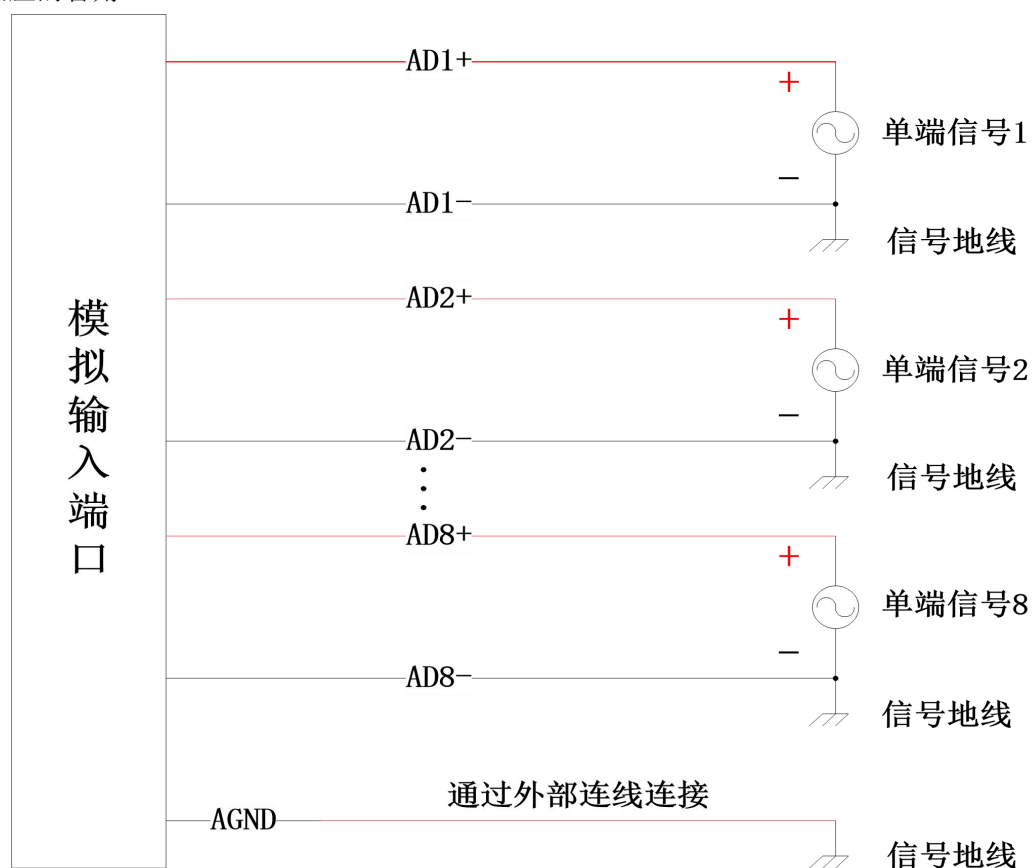 AD1+
+
单端信号1
−
AD1−
信号地线
AD2+
+
单端信号2
−
AD2−
信号地线
模拟输入端口
AD8+
+
单端信号8
−
AD8−
信号地线
通过外部连线连接
AGND
信号地线